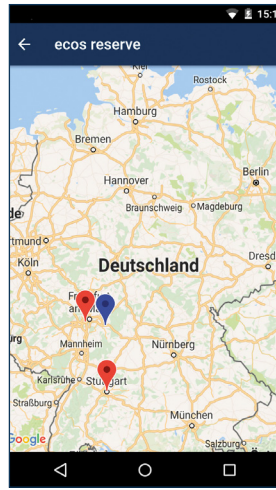 15:1
ecos reserve
Kiel
Rostock
Hamburg
Bremen
Berlin
Hannover
Braunschweig
Magdeburg
Köln
Deutschland
Mannheim
Nürnberg
Karlsruhe
Stuttgart
Straßburg
München
Salzburg
Google